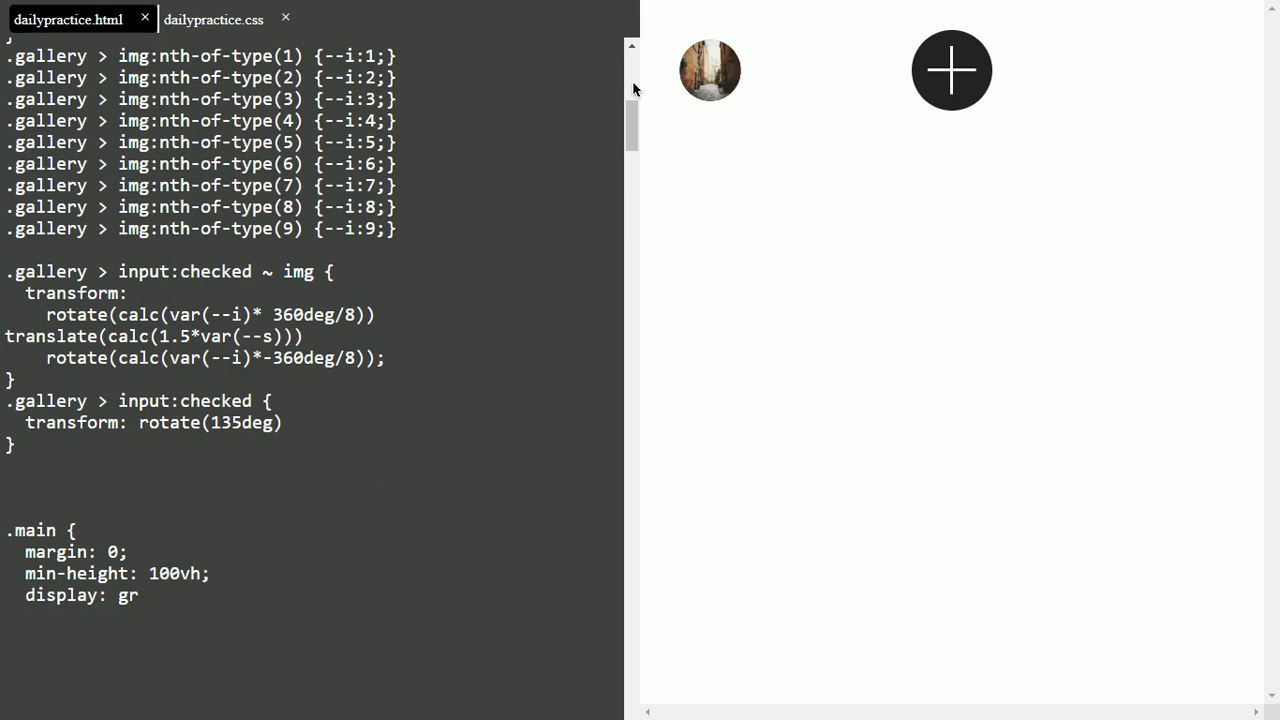 dailypractice.html ×
dailypractice.css ×
}
.gallery > img:nth-of-type(1) {--i:1;}
.gallery > img:nth-of-type(2) {--i:2;}
.gallery > img:nth-of-type(3) {--i:3;}
.gallery > img:nth-of-type(4) {--i:4;}
.gallery > img:nth-of-type(5) {--i:5;}
.gallery > img:nth-of-type(6) {--i:6;}
.gallery > img:nth-of-type(7) {--i:7;}
.gallery > img:nth-of-type(8) {--i:8;}
.gallery > img:nth-of-type(9) {--i:9;}
.gallery > input:checked ~ img {
transform:
rotate(calc(var(--i)* 360deg/8))
translate(calc(1.5*var(--s)))
rotate(calc(var(--i)*-360deg/8));
}
.gallery > input:checked {
transform: rotate(135deg)
}
.main {
margin: 0;
min-height: 100vh;
display: gr